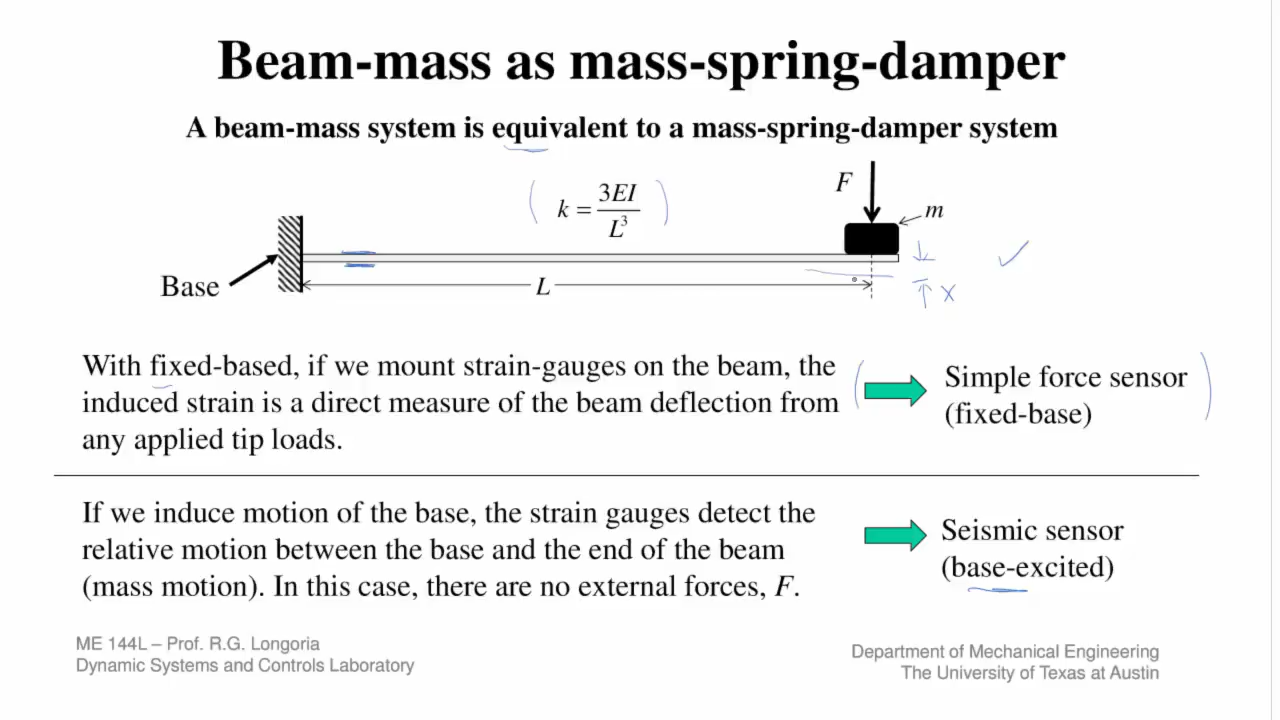 Beam-mass as mass-spring-damper
A beam-mass system is equivalent to a mass-spring-damper system
k = 3EI / L³
F
m
Base
L
x
With fixed-based, if we mount strain-gauges on the beam, the
induced strain is a direct measure of the beam deflection from
any applied tip loads.
Simple force sensor
(fixed-base)
If we induce motion of the base, the strain gauges detect the
relative motion between the base and the end of the beam
(mass motion). In this case, there are no external forces, F.
Seismic sensor
(base-excited)
ME 144L – Prof. R.G. Longoria
Dynamic Systems and Controls Laboratory
Department of Mechanical Engineering
The University of Texas at Austin